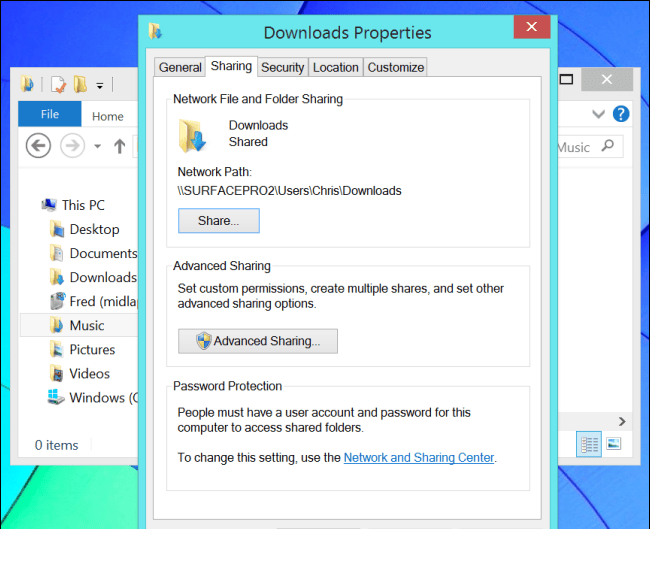 Downloads Properties
General
Sharing
Security
Location
Customize
Network File and Folder Sharing
Downloads
Shared
Network Path:
\\SURFACEPRO2\Users\Chris\Downloads
Share...
Advanced Sharing
Set custom permissions, create multiple shares, and set other
advanced sharing options.
Advanced Sharing...
Password Protection
People must have a user account and password for this
computer to access shared folders.
To change this setting, use the Network and Sharing Center.
File
Home
Music
This PC
Desktop
Documents
Downloads
Fred (midla
Music
Pictures
Videos
Windows (C
0 items